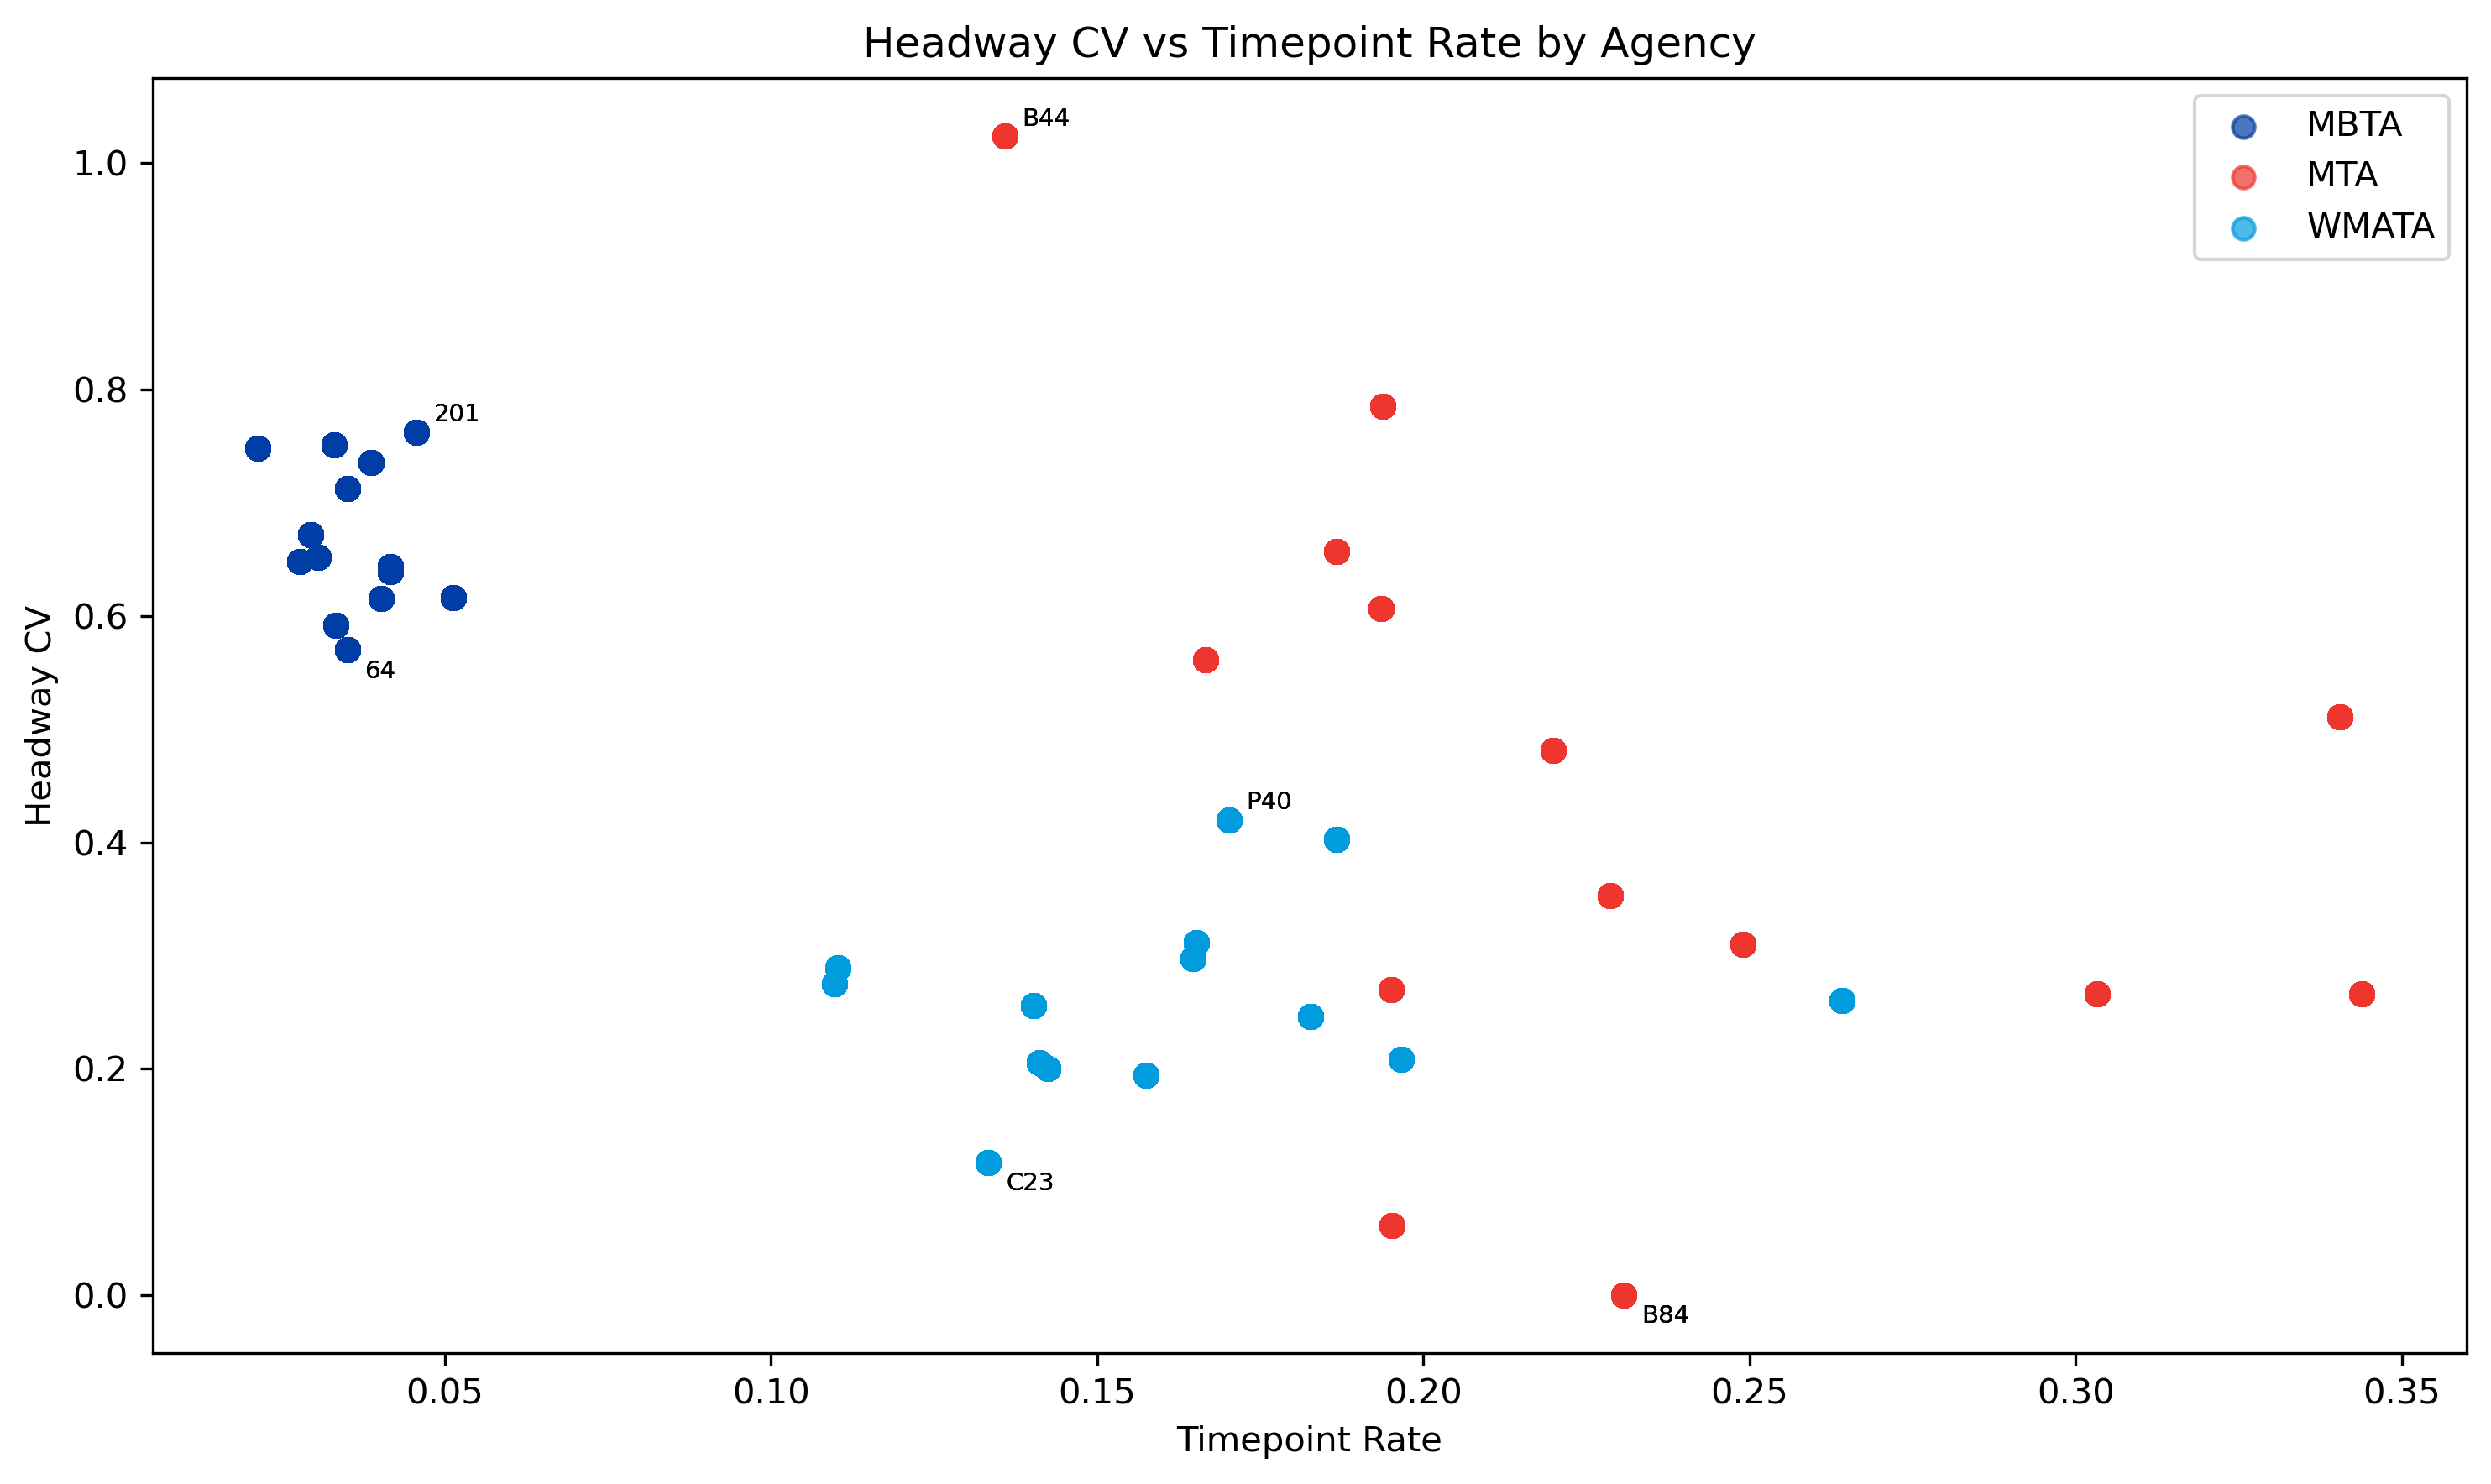 Headway CV vs Timepoint Rate by Agency
MBTA
MTA
WMATA
B44
201
64
P40
C23
B84
Headway CV
1.0
0.8
0.6
0.4
0.2
0.0
0.05 0.10 0.15 0.20 0.25 0.30 0.35
Timepoint Rate